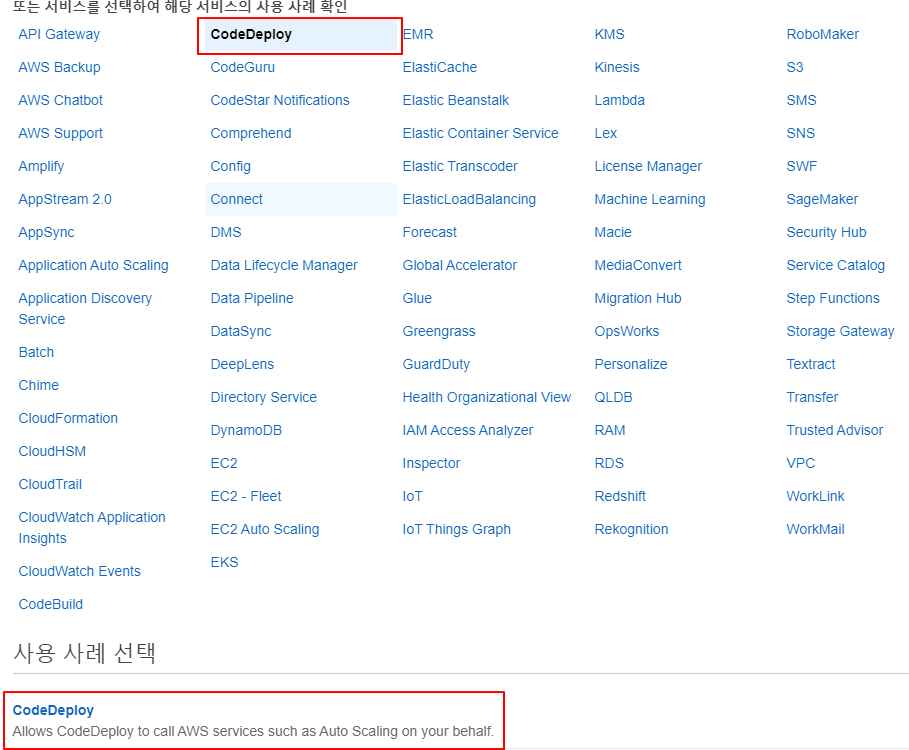 또는 서비스를 선택하여 해당 서비스의 사용 사례 확인
API Gateway
AWS Backup
AWS Chatbot
AWS Support
Amplify
AppStream 2.0
AppSync
Application Auto Scaling
Application Discovery
Service
Batch
Chime
CloudFormation
CloudHSM
CloudTrail
CloudWatch Application
Insights
CloudWatch Events
CodeBuild
CodeDeploy
CodeGuru
CodeStar Notifications
Comprehend
Config
Connect
DMS
Data Lifecycle Manager
Data Pipeline
DataSync
DeepLens
Directory Service
DynamoDB
EC2
EC2 - Fleet
EC2 Auto Scaling
EKS
EMR
ElastiCache
Elastic Beanstalk
Elastic Container Service
Elastic Transcoder
ElasticLoadBalancing
Forecast
Global Accelerator
Glue
Greengrass
GuardDuty
Health Organizational View
IAM Access Analyzer
Inspector
IoT
IoT Things Graph
KMS
Kinesis
Lambda
Lex
License Manager
Machine Learning
Macie
MediaConvert
Migration Hub
OpsWorks
Personalize
QLDB
RAM
RDS
Redshift
Rekognition
RoboMaker
S3
SMS
SNS
SWF
SageMaker
Security Hub
Service Catalog
Step Functions
Storage Gateway
Textract
Transfer
Trusted Advisor
VPC
WorkLink
WorkMail
사용 사례 선택
CodeDeploy
Allows CodeDeploy to call AWS services such as Auto Scaling on your behalf.